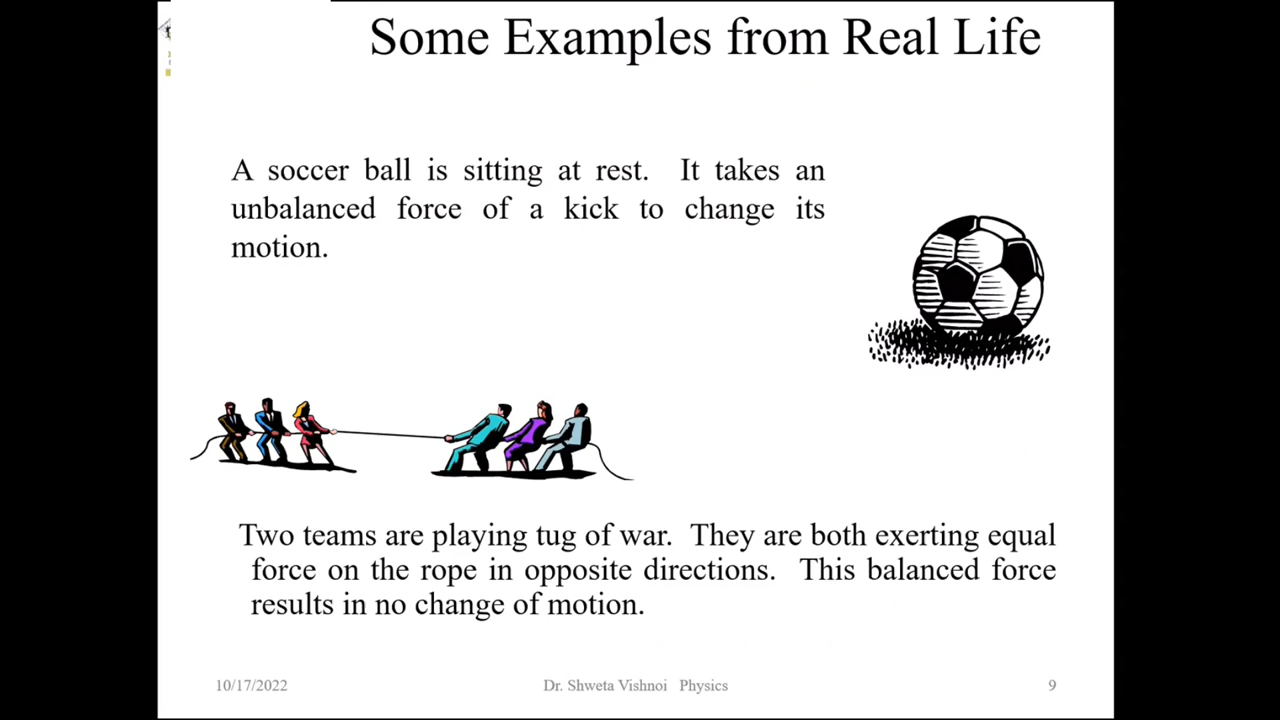 Some Examples from Real Life
A soccer ball is sitting at rest. It takes an
unbalanced force of a kick to change its
motion.
Two teams are playing tug of war. They are both exerting equal
force on the rope in opposite directions. This balanced force
results in no change of motion.
10/17/2022 Dr. Shweta Vishnoi Physics 9